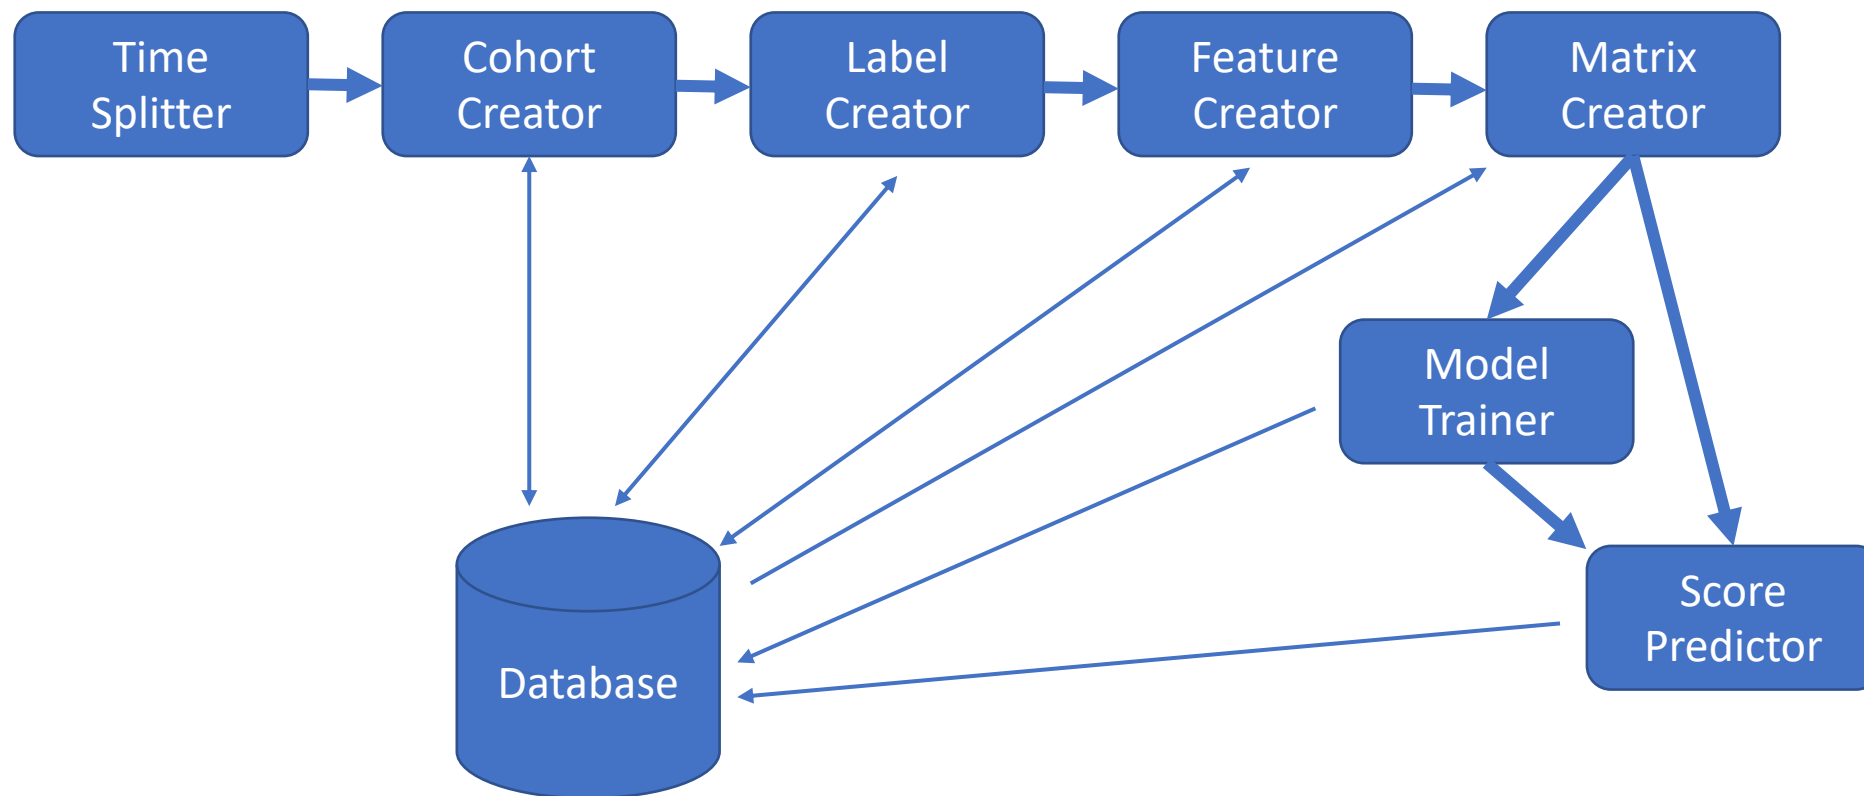 Time
Splitter
Cohort
Creator
Label
Creator
Feature
Creator
Matrix
Creator
Model
Trainer
Score
Predictor
Database